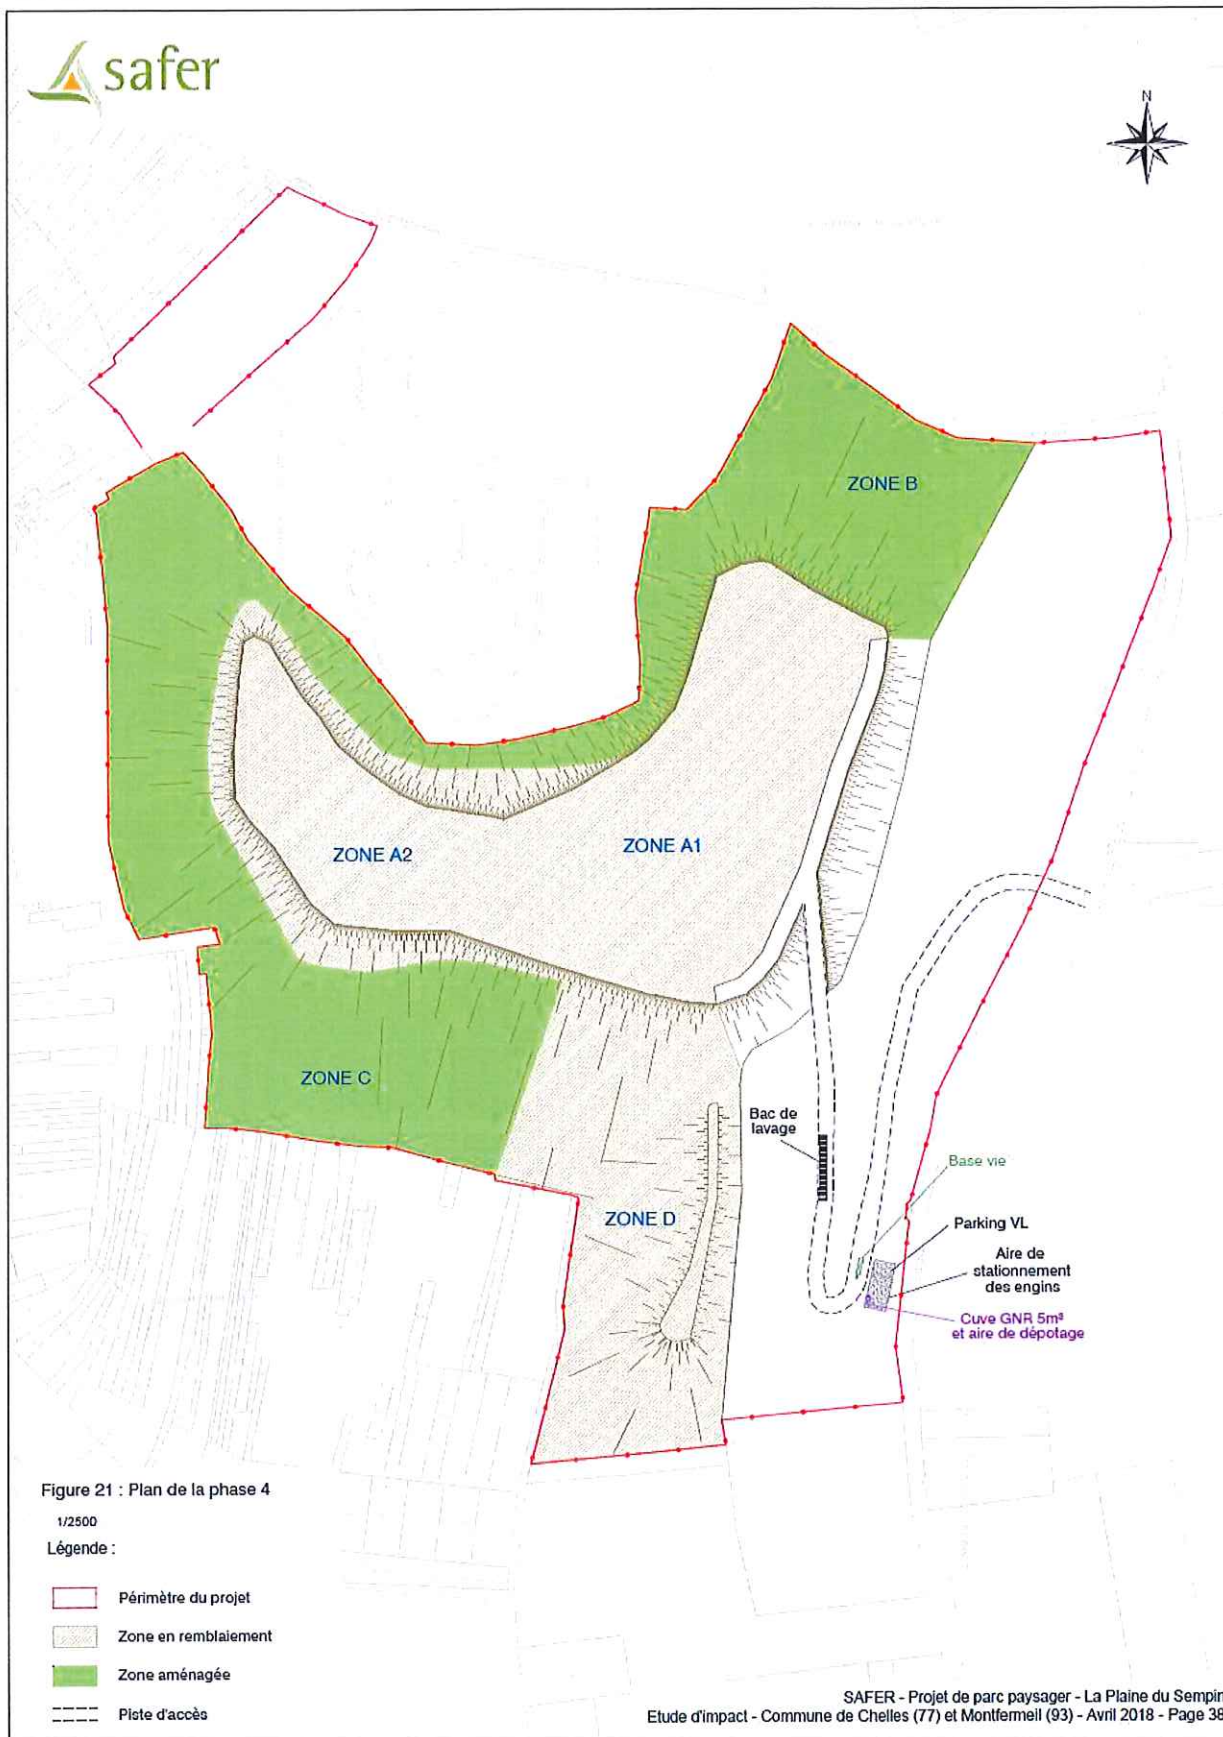 safer
N
ZONE B
ZONE A2
ZONE A1
ZONE C
Bac de
lavage
Base vie
ZONE D
Parking VL
Aire de
stationnement
des engins
Cuve GNR 5m³
et aire de dépotage
Figure 21 : Plan de la phase 4
1/2500
Légende :
Périmètre du projet
Zone en remblaiement
Zone aménagée
Piste d'accès
SAFER - Projet de parc paysager - La Plaine du Sempin
Etude d'impact - Commune de Chelles (77) et Montfermeil (93) - Avril 2018 - Page 38